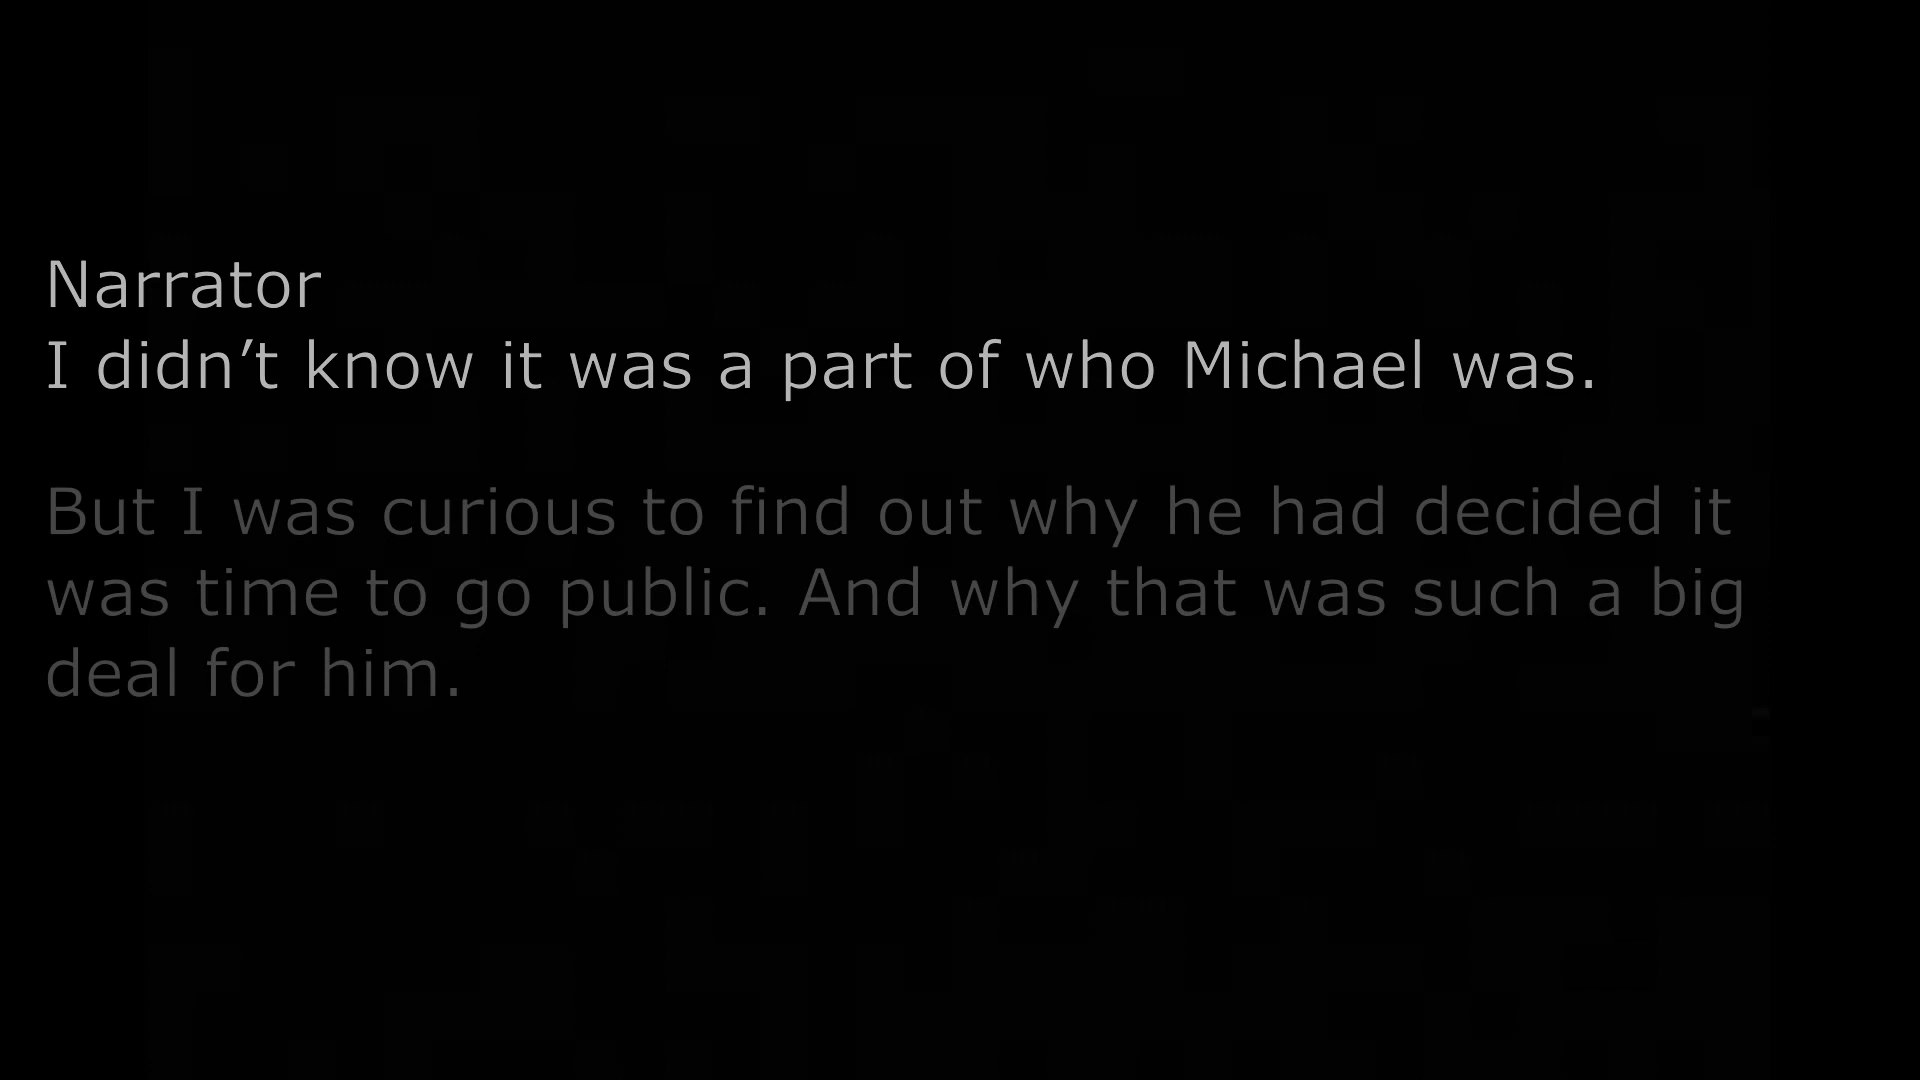 Narrator
I didn’t know it was a part of who Michael was.
But I was curious to find out why he had decided it
was time to go public. And why that was such a big
deal for him.